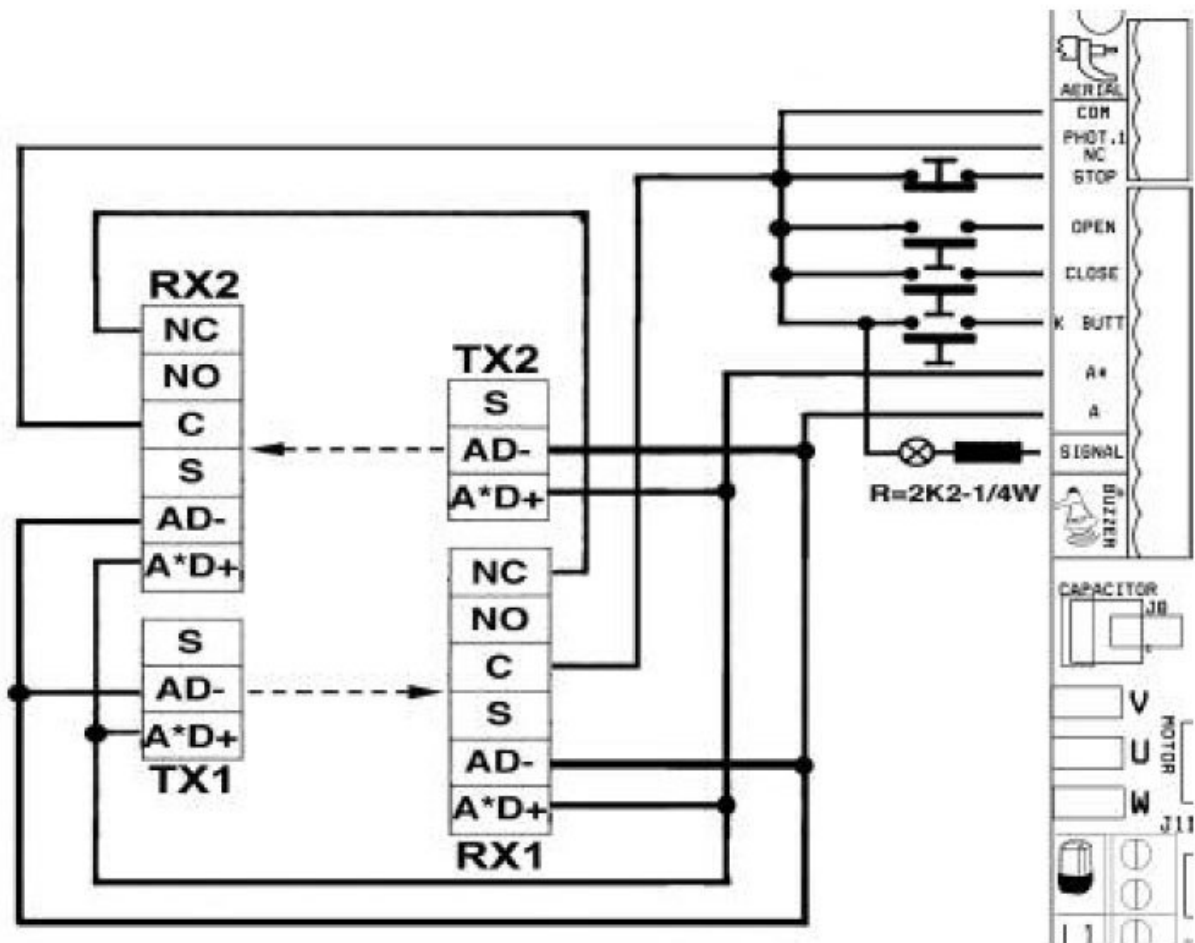 AERIAL
COM
PHOT.1
NC
STOP
OPEN
CLOSE
K BUTT
A*
A
SIGNAL
BUZZER
R=2K2-1/4W
RX2
NC
NO
C
S
AD-
A*D+
TX2
S
AD-
A*D+
S
AD-
A*D+
TX1
NC
NO
C
S
AD-
A*D+
RX1
CAPACITOR
J8
V
U
W
MOTOR
J11
L1